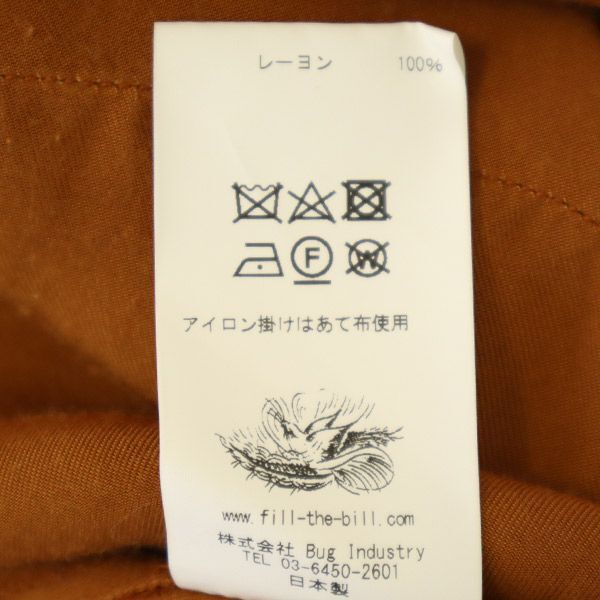 レーヨン 100%
F W
アイロン掛けはあて布使用
www.fill-the-bill.com
株式会社 Bug Industry
TEL 03-6450-2601
日本製